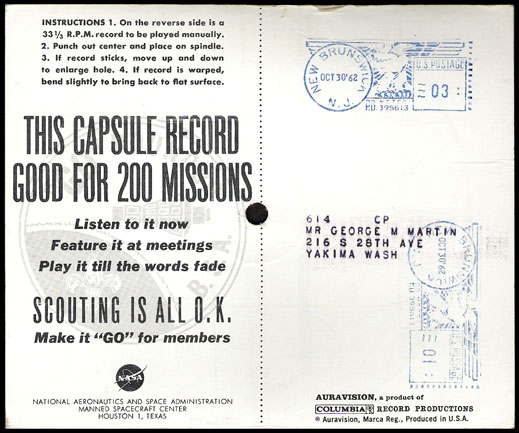 INSTRUCTIONS 1. On the reverse side is a
33⅓ R.P.M. record to be played manually.
2. Punch out center and place on spindle.
3. If record sticks, move up and down
to enlarge hole. 4. If record is warped,
bend slightly to bring back to flat surface.
THIS CAPSULE RECORD
GOOD FOR 200 MISSIONS
Listen to it now
Feature it at meetings
Play it till the words fade
SCOUTING IS ALL O.K.
Make it "GO" for members
NASA
NATIONAL AERONAUTICS AND SPACE ADMINISTRATION
MANNED SPACECRAFT CENTER
HOUSTON 1, TEXAS
B. A.
NEW BRUNSWICK
OCT 30 '62
N. J.
U.S. POSTAGE
03
P.B. 395613
614 CP
MR GEORGE M MARTIN
216 S 28TH AVE
YAKIMA WASH
OCT 30 '62
01
AURAVISION, a product of
COLUMBIA RECORD PRODUCTIONS
® Auravision, Marca Reg., Produced in U.S.A.